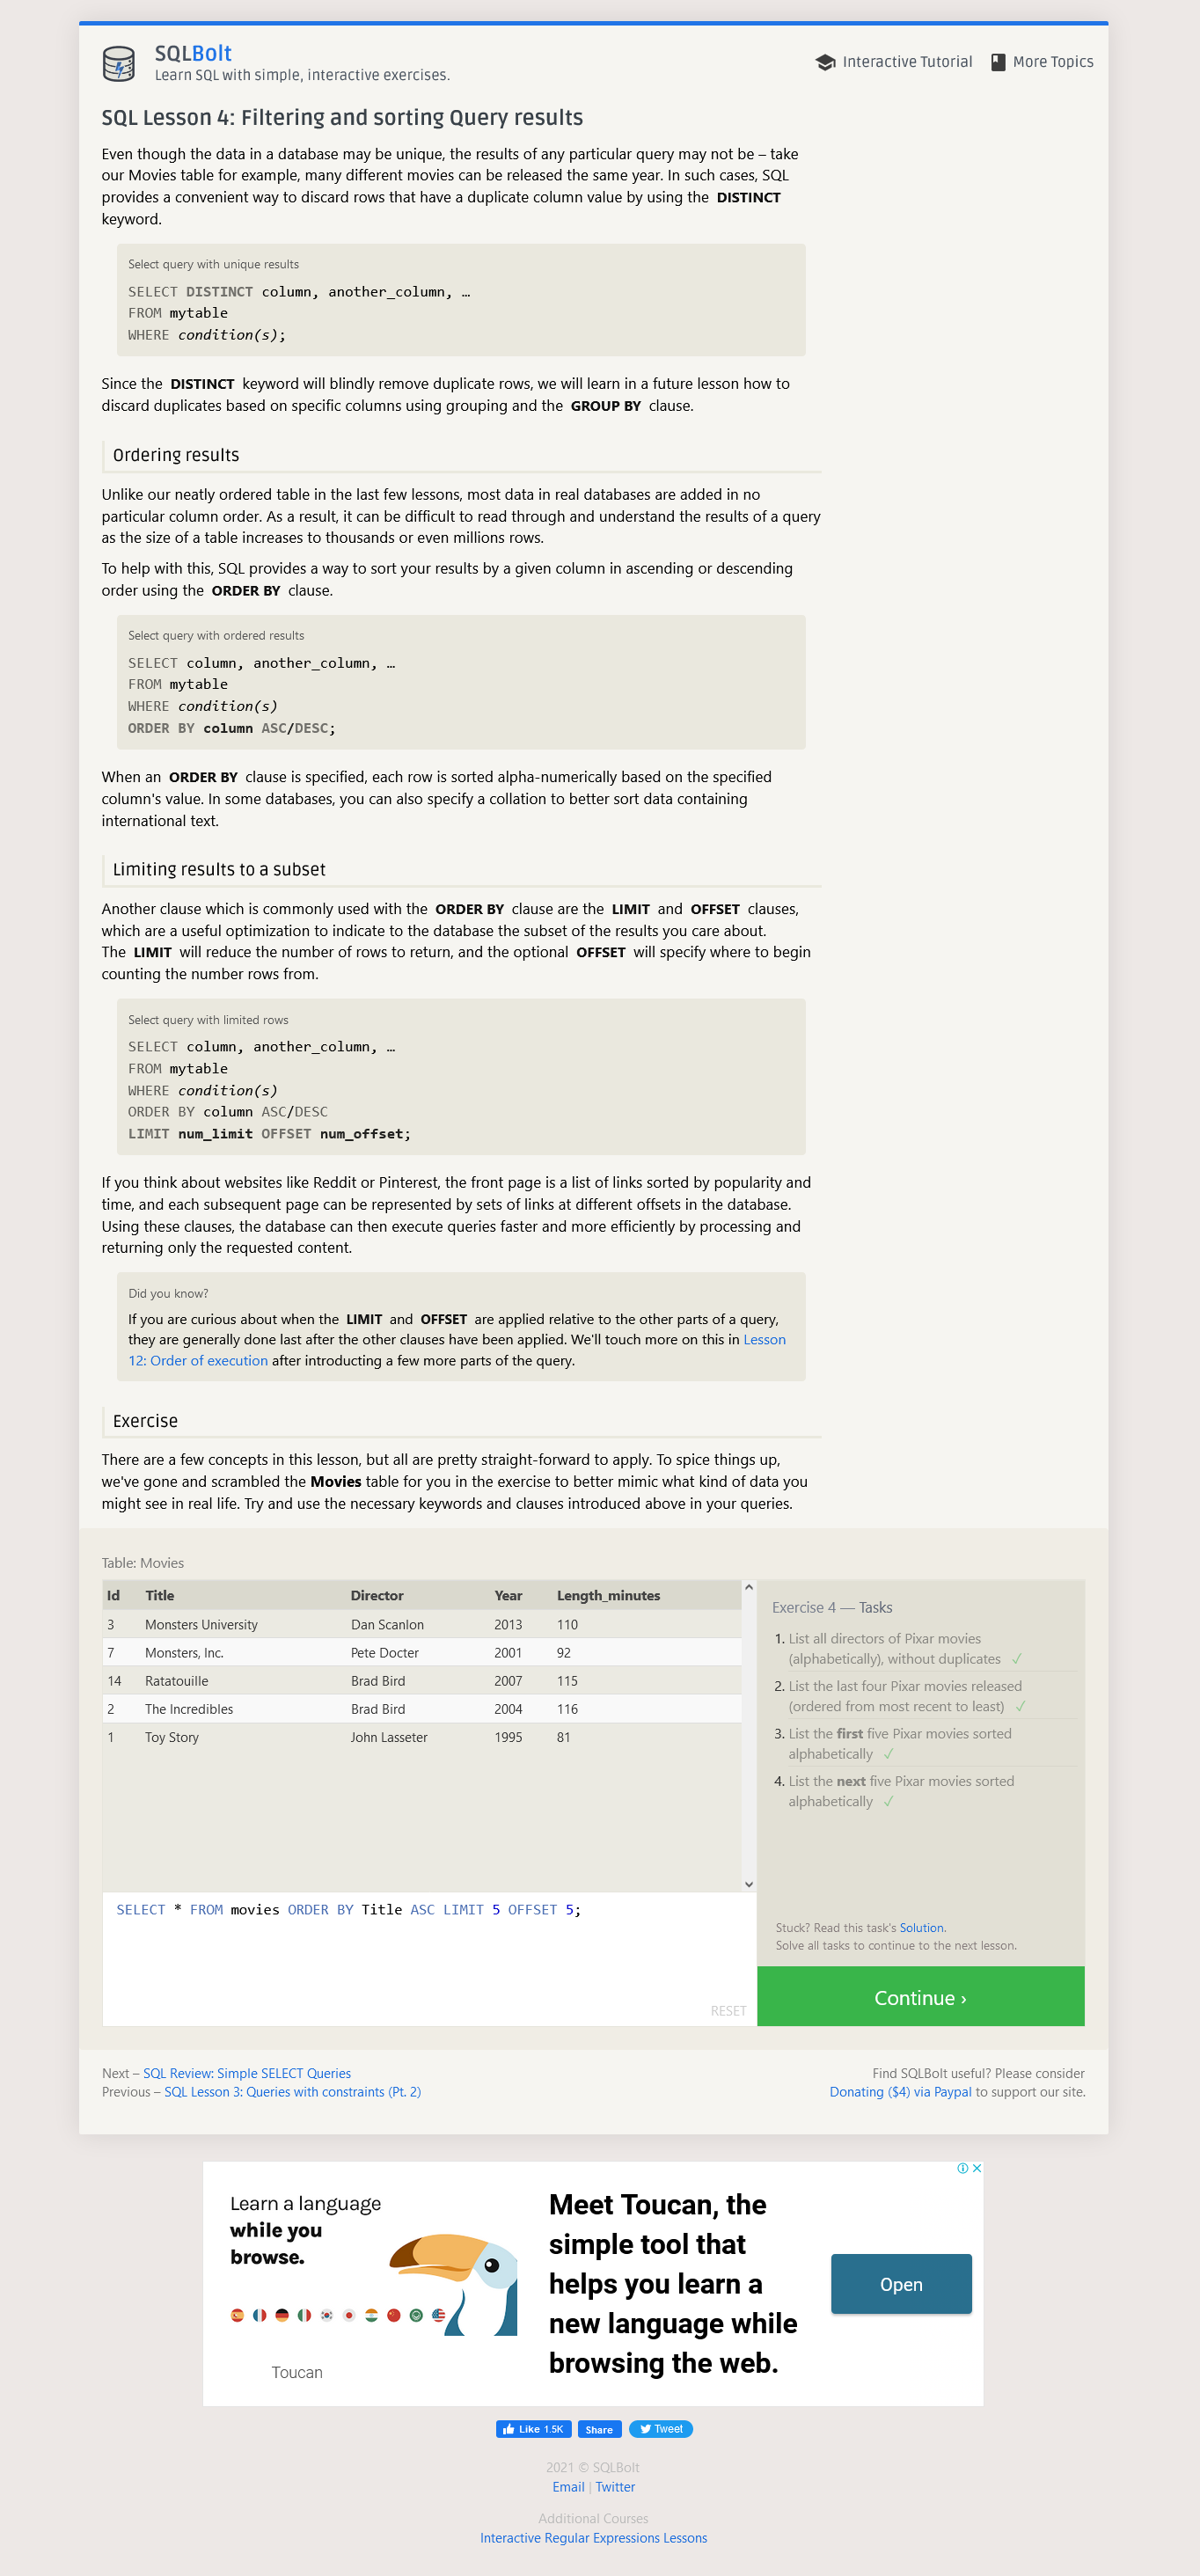 SQLBolt
Learn SQL with simple, interactive exercises.
Interactive Tutorial
More Topics
SQL Lesson 4: Filtering and sorting Query results
Even though the data in a database may be unique, the results of any particular query may not be – take
our Movies table for example, many different movies can be released the same year. In such cases, SQL
provides a convenient way to discard rows that have a duplicate column value by using the DISTINCT
keyword.
Select query with unique results
SELECT DISTINCT column, another_column, …
FROM mytable
WHERE condition(s);
Since the DISTINCT keyword will blindly remove duplicate rows, we will learn in a future lesson how to
discard duplicates based on specific columns using grouping and the GROUP BY clause.
Ordering results
Unlike our neatly ordered table in the last few lessons, most data in real databases are added in no
particular column order. As a result, it can be difficult to read through and understand the results of a query
as the size of a table increases to thousands or even millions rows.
To help with this, SQL provides a way to sort your results by a given column in ascending or descending
order using the ORDER BY clause.
Select query with ordered results
SELECT column, another_column, …
FROM mytable
WHERE condition(s)
ORDER BY column ASC/DESC;
When an ORDER BY clause is specified, each row is sorted alpha-numerically based on the specified
column's value. In some databases, you can also specify a collation to better sort data containing
international text.
Limiting results to a subset
Another clause which is commonly used with the ORDER BY clause are the LIMIT and OFFSET clauses,
which are a useful optimization to indicate to the database the subset of the results you care about.
The LIMIT will reduce the number of rows to return, and the optional OFFSET will specify where to begin
counting the number rows from.
Select query with limited rows
SELECT column, another_column, …
FROM mytable
WHERE condition(s)
ORDER BY column ASC/DESC
LIMIT num_limit OFFSET num_offset;
If you think about websites like Reddit or Pinterest, the front page is a list of links sorted by popularity and
time, and each subsequent page can be represented by sets of links at different offsets in the database.
Using these clauses, the database can then execute queries faster and more efficiently by processing and
returning only the requested content.
Did you know?
If you are curious about when the LIMIT and OFFSET are applied relative to the other parts of a query,
they are generally done last after the other clauses have been applied. We'll touch more on this in Lesson
12: Order of execution after introducting a few more parts of the query.
Exercise
There are a few concepts in this lesson, but all are pretty straight-forward to apply. To spice things up,
we've gone and scrambled the Movies table for you in the exercise to better mimic what kind of data you
might see in real life. Try and use the necessary keywords and clauses introduced above in your queries.
Table: Movies
Id Title Director Year Length_minutes
3 Monsters University Dan Scanlon 2013 110
7 Monsters, Inc. Pete Docter 2001 92
14 Ratatouille Brad Bird 2007 115
2 The Incredibles Brad Bird 2004 116
1 Toy Story John Lasseter 1995 81
SELECT * FROM movies ORDER BY Title ASC LIMIT 5 OFFSET 5;
RESET
Exercise 4 — Tasks
1. List all directors of Pixar movies
(alphabetically), without duplicates ✓
2. List the last four Pixar movies released
(ordered from most recent to least) ✓
3. List the first five Pixar movies sorted
alphabetically ✓
4. List the next five Pixar movies sorted
alphabetically ✓
Stuck? Read this task's Solution.
Solve all tasks to continue to the next lesson.
Continue ›
Next – SQL Review: Simple SELECT Queries
Previous – SQL Lesson 3: Queries with constraints (Pt. 2)
Find SQLBolt useful? Please consider
Donating ($4) via Paypal to support our site.
Learn a language
while you
browse.
Toucan
Meet Toucan, the
simple tool that
helps you learn a
new language while
browsing the web.
Open
Like 1.5K
Share
Tweet
2021 © SQLBolt
Email | Twitter
Additional Courses
Interactive Regular Expressions Lessons